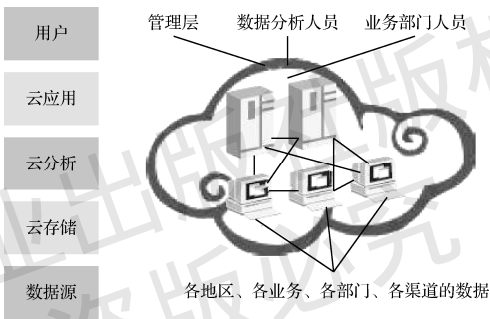 用户
管理层 数据分析人员 业务部门人员
云应用
云分析
云存储
数据源
各地区、各业务、各部门、各渠道的数据